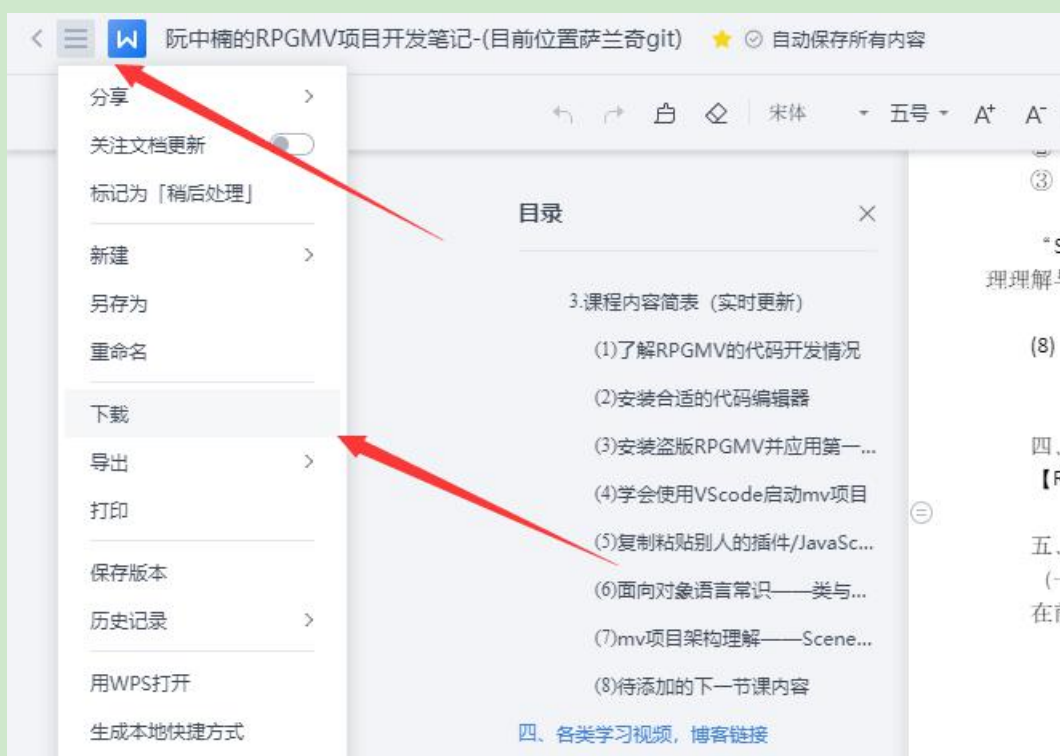 阮中楠的RPGMV项目开发笔记-(目前位置萨兰奇git)
自动保存所有内容
宋体
五号
A⁺
A⁻
分享
关注文档更新
标记为「稍后处理」
新建
另存为
重命名
下载
导出
打印
保存版本
历史记录
用WPS打开
生成本地快捷方式
目录
3.课程内容简表（实时更新）
(1)了解RPGMV的代码开发情况
(2)安装合适的代码编辑器
(3)安装盗版RPGMV并应用第一...
(4)学会使用VScode启动mv项目
(5)复制粘贴别人的插件/JavaSc...
(6)面向对象语言常识——类与...
(7)mv项目架构理解——Scene...
(8)待添加的下一节课内容
四、各类学习视频，博客链接
③
“S
理理解
(8)
四、
【R
五、
在